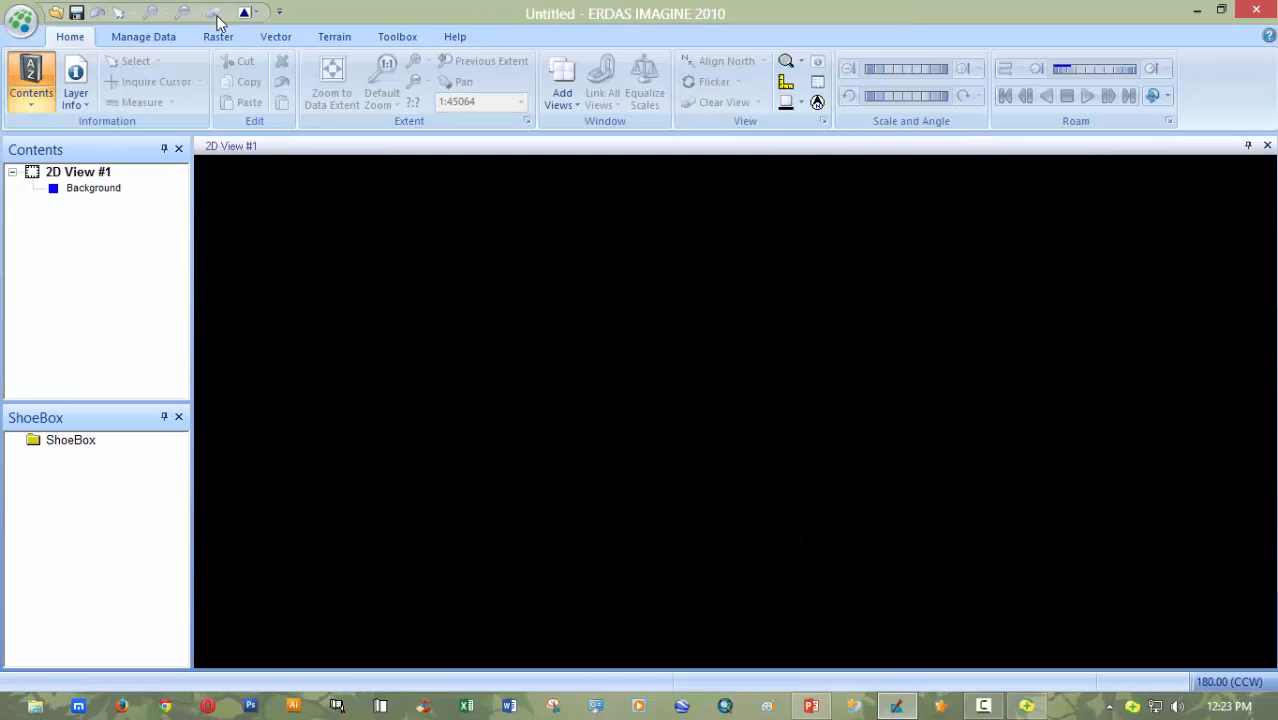 Untitled - ERDAS IMAGINE 2010
Home Manage Data Raster Vector Terrain Toolbox Help
Contents
Layer Info
Select
Inquire Cursor
Measure
Information
Cut
Copy
Paste
Edit
Zoom to Data Extent
Default Zoom
?:?
Previous Extent
Pan
1:45064
Extent
Add Views
Link All Views
Equalize Scales
Window
Align North
Flicker
Clear View
View
Scale and Angle
Roam
Contents
2D View #1
Background
2D View #1
ShoeBox
ShoeBox
180.00 (CCW)
12:23 PM